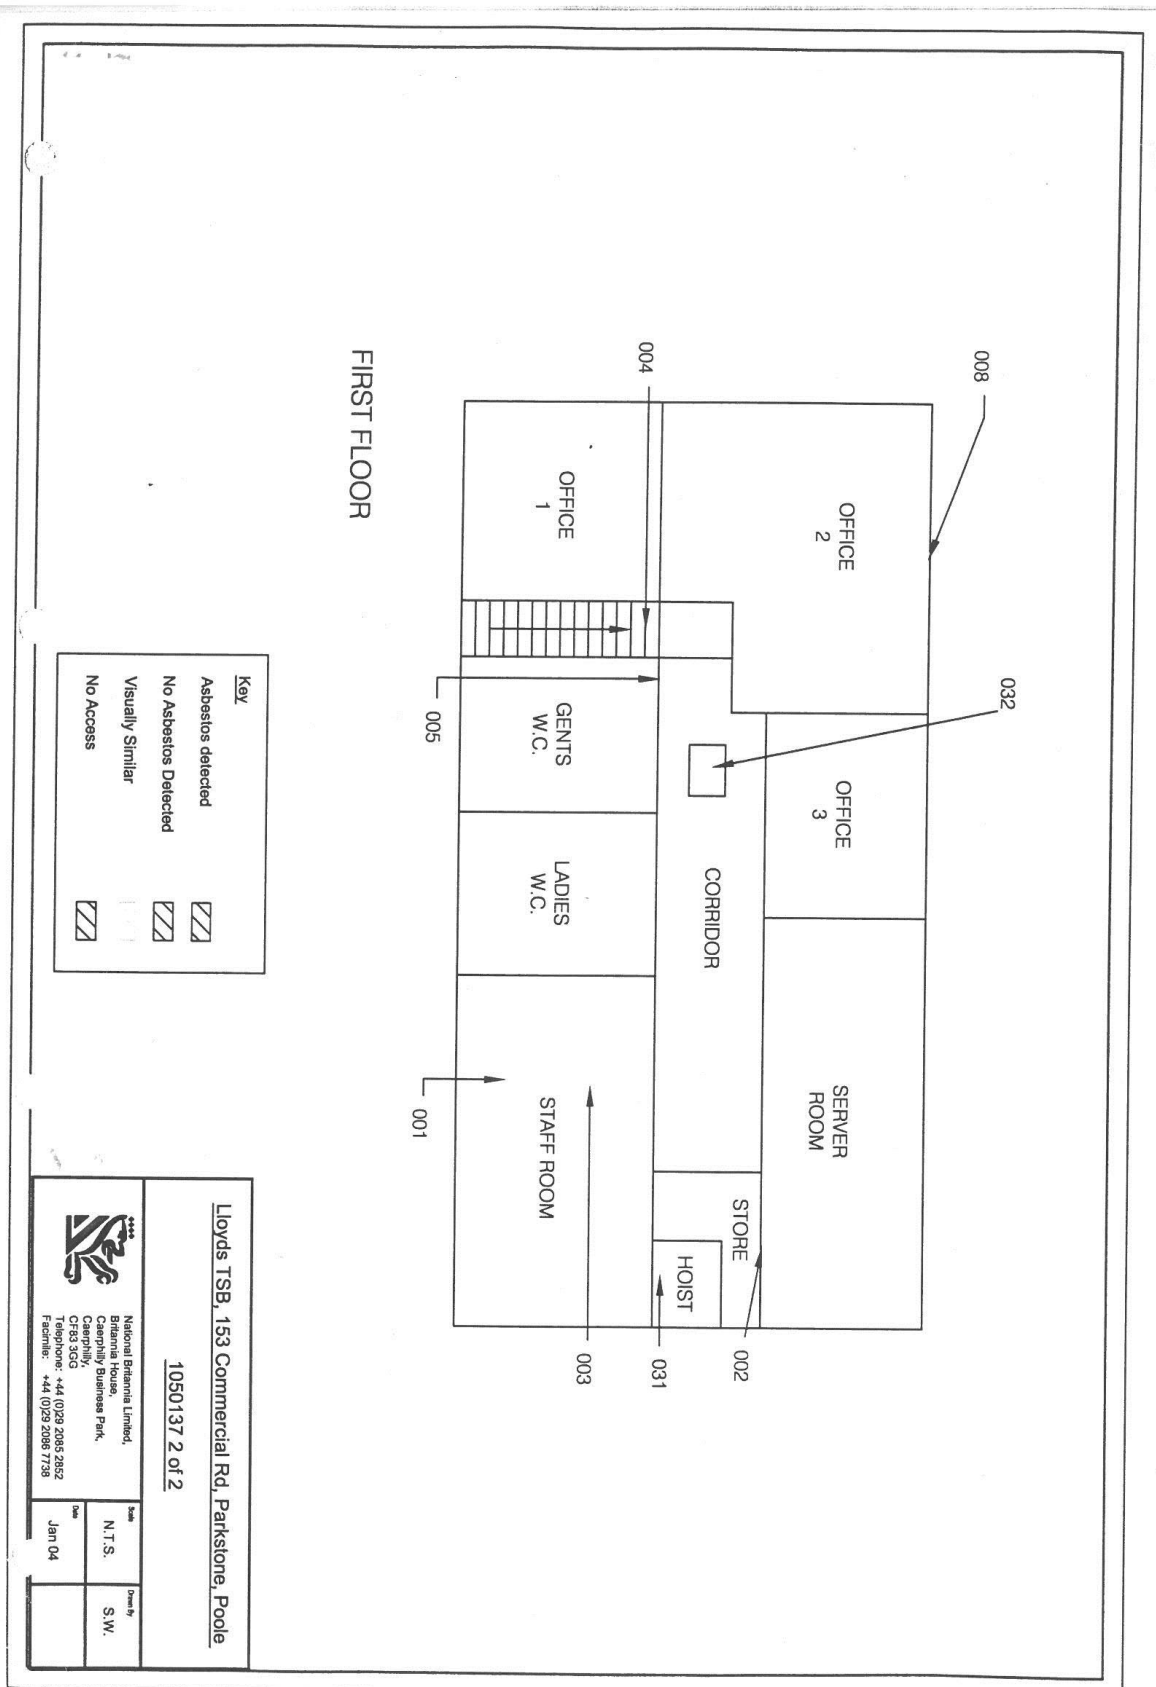 008
032
004
OFFICE
2
OFFICE
3
SERVER
ROOM
OFFICE
1
CORRIDOR
STORE
HOIST
002
031
GENTS
W.C.
LADIES
W.C.
STAFF ROOM
003
005
001
FIRST FLOOR
Key
Asbestos detected
No Asbestos Detected
Visually Similar
No Access
Lloyds TSB, 153 Commercial Rd, Parkstone, Poole
1050137 2 of 2
National Britannia Limited,
Britannia House,
Caerphilly Business Park,
Caerphilly,
CF83 3GG
Telephone: +44 (0)29 2085 2852
Facimile: +44 (0)29 2086 7738
Scale
N.T.S.
Drawn By
S.W.
Date
Jan 04